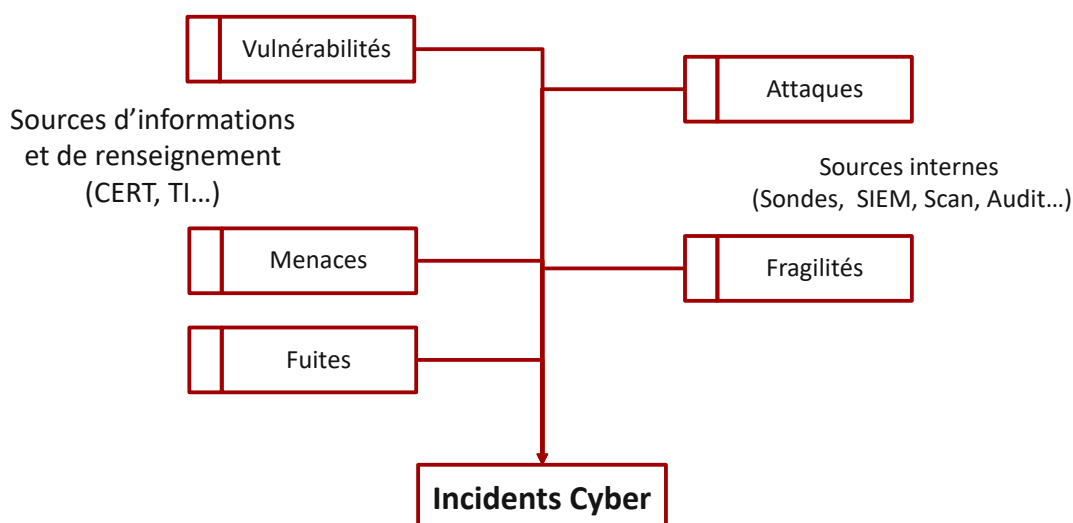 Vulnérabilités
Attaques
Sources d’informations
et de renseignement
(CERT, TI…)
Sources internes
(Sondes,  SIEM, Scan, Audit…)
Menaces
Fragilités
Fuites
Incidents Cyber